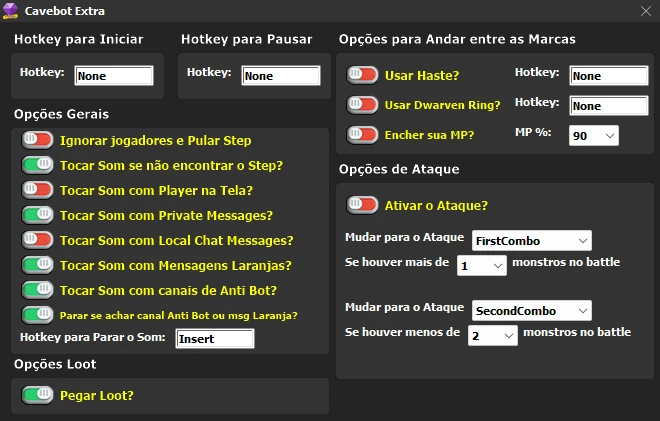 Cavebot Extra
Hotkey para Iniciar
Hotkey: None
Hotkey para Pausar
Hotkey: None
Opções Gerais
Ignorar jogadores e Pular Step
Tocar Som se não encontrar o Step?
Tocar Som com Player na Tela?
Tocar Som com Private Messages?
Tocar Som com Local Chat Messages?
Tocar Som com Mensagens Laranjas?
Tocar Som com canais de Anti Bot?
Parar se achar canal Anti Bot ou msg Laranja?
Hotkey para Parar o Som: Insert
Opções Loot
Pegar Loot?
Opções para Andar entre as Marcas
Usar Haste? Hotkey: None
Usar Dwarven Ring? Hotkey: None
Encher sua MP? MP %: 90
Opções de Ataque
Ativar o Ataque?
Mudar para o Ataque FirstCombo
Se houver mais de 1 monstros no battle
Mudar para o Ataque SecondCombo
Se houver menos de 2 monstros no battle